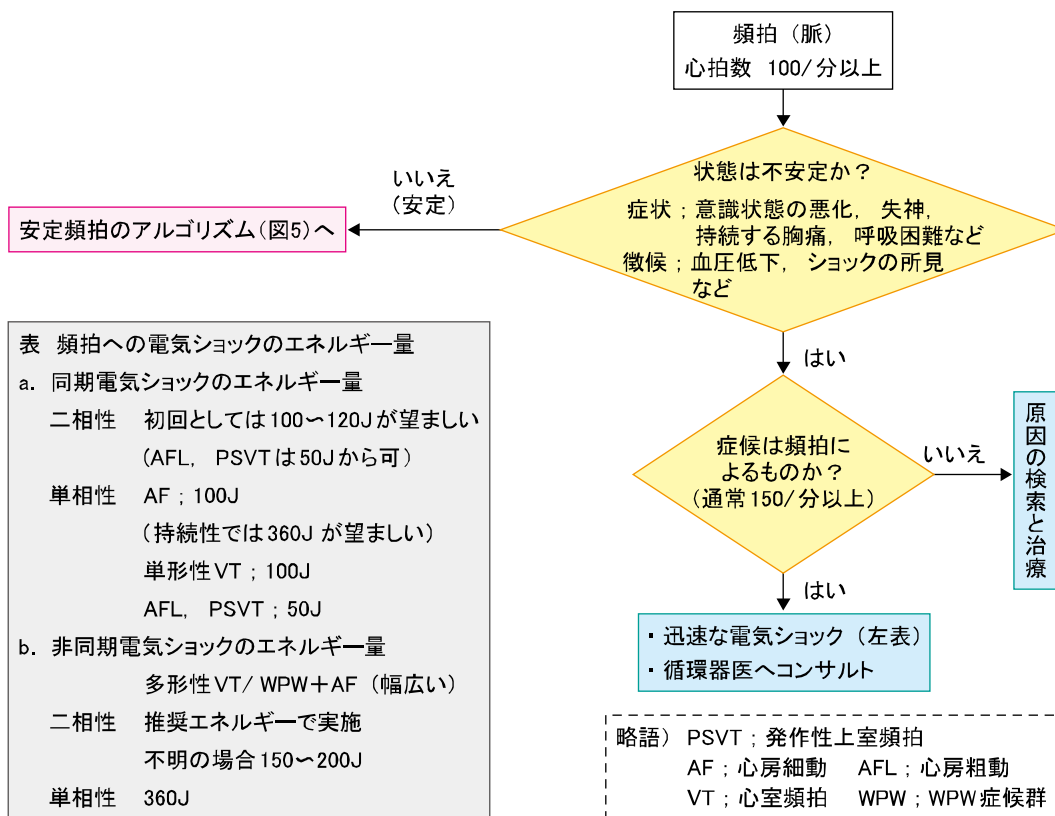 頻拍（脈）
心拍数 100/分以上
状態は不安定か？
症状；意識状態の悪化，失神，
持続する胸痛，呼吸困難など
徴候；血圧低下，ショックの所見
など
いいえ
（安定）
安定頻拍のアルゴリズム（図5）へ
はい
症候は頻拍に
よるものか？
（通常150/分以上）
いいえ
原因の検索と治療
はい
・迅速な電気ショック（左表）
・循環器医へコンサルト
表 頻拍への電気ショックのエネルギー量
a. 同期電気ショックのエネルギー量
二相性 初回としては100〜120Jが望ましい
（AFL，PSVTは50Jから可）
単相性 AF；100J
（持続性では360Jが望ましい）
単形性VT；100J
AFL，PSVT；50J
b. 非同期電気ショックのエネルギー量
多形性VT/ WPW＋AF（幅広い）
二相性 推奨エネルギーで実施
不明の場合150〜200J
単相性 360J
略語）PSVT；発作性上室頻拍
AF；心房細動 AFL；心房粗動
VT；心室頻拍 WPW；WPW症候群